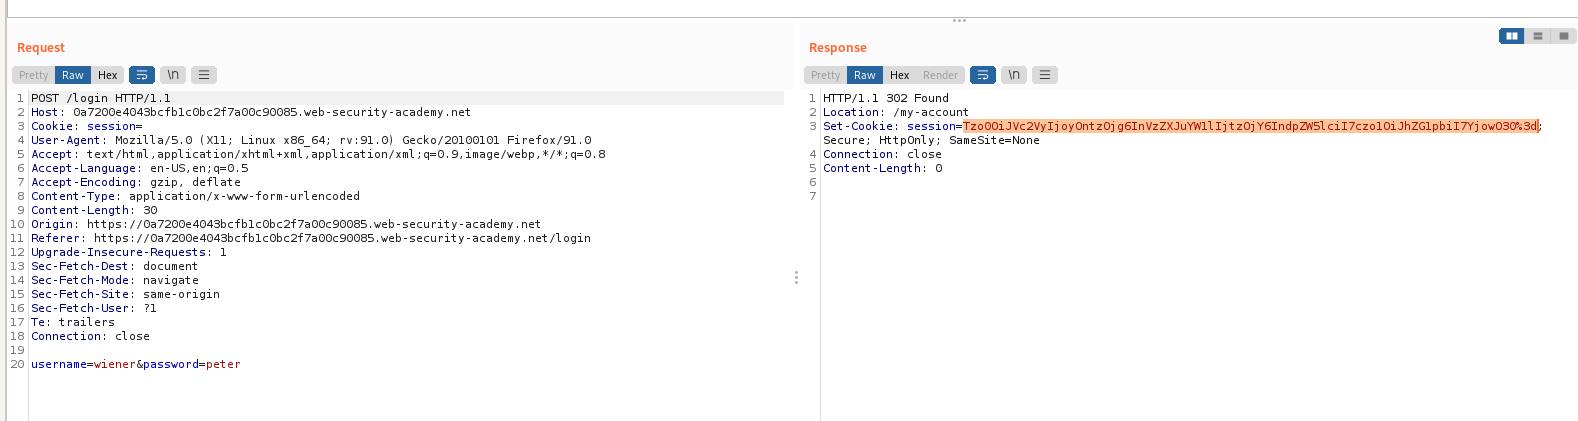 Request
Pretty Raw Hex \n
1 POST /login HTTP/1.1
2 Host: 0a7200e4043bcfb1c0bc2f7a00c90085.web-security-academy.net
3 Cookie: session=
4 User-Agent: Mozilla/5.0 (X11; Linux x86_64; rv:91.0) Gecko/20100101 Firefox/91.0
5 Accept: text/html,application/xhtml+xml,application/xml;q=0.9,image/webp,*/*;q=0.8
6 Accept-Language: en-US,en;q=0.5
7 Accept-Encoding: gzip, deflate
8 Content-Type: application/x-www-form-urlencoded
9 Content-Length: 30
10 Origin: https://0a7200e4043bcfb1c0bc2f7a00c90085.web-security-academy.net
11 Referer: https://0a7200e4043bcfb1c0bc2f7a00c90085.web-security-academy.net/login
12 Upgrade-Insecure-Requests: 1
13 Sec-Fetch-Dest: document
14 Sec-Fetch-Mode: navigate
15 Sec-Fetch-Site: same-origin
16 Sec-Fetch-User: ?1
17 Te: trailers
18 Connection: close
19
20 username=wiener&password=peter
Response
Pretty Raw Hex Render \n
1 HTTP/1.1 302 Found
2 Location: /my-account
3 Set-Cookie: session=Tzo0OiJVc2VyIjoyOntzOjg6InVzZXJuYW1lIjtzOjY6IndpZW5lciI7czo1OiJhZG1pbiI7YjowO30%3d;
Secure; HttpOnly; SameSite=None
4 Connection: close
5 Content-Length: 0
6
7